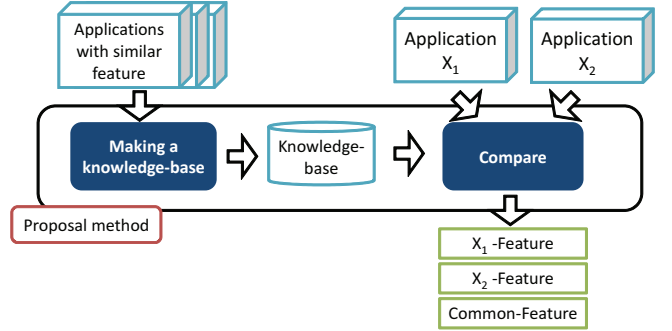 Applications
with similar
feature
Application
X1
Application
X2
Making a
knowledge-base
Knowledge-
base
Compare
Proposal method
X1 -Feature
X2 -Feature
Common-Feature